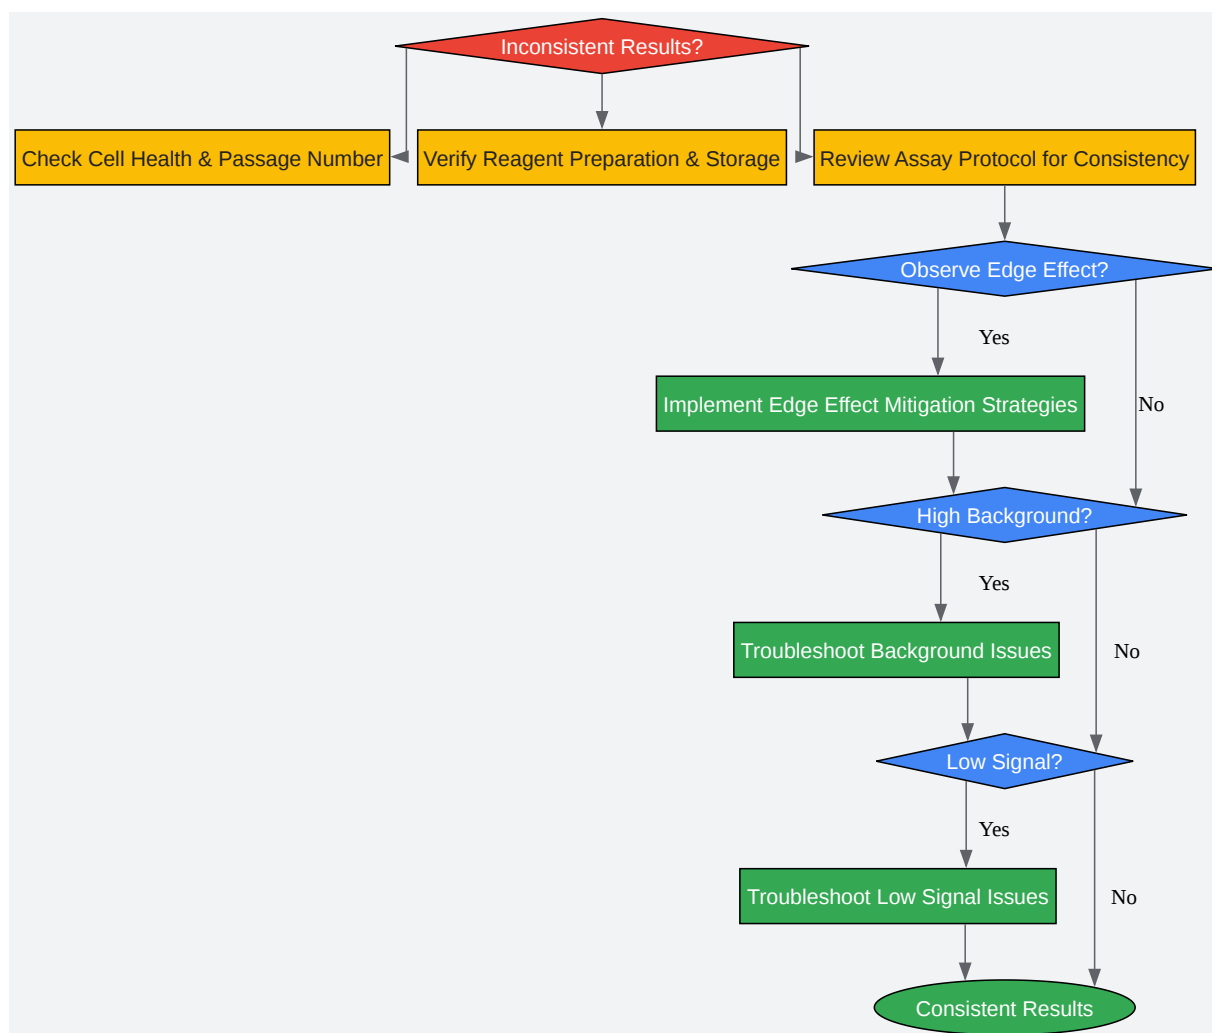 Inconsistent Results?
Check Cell Health & Passage Number
Verify Reagent Preparation & Storage
Review Assay Protocol for Consistency
Observe Edge Effect?
Yes
Implement Edge Effect Mitigation Strategies
No
High Background?
Yes
Troubleshoot Background Issues
No
Low Signal?
Yes
Troubleshoot Low Signal Issues
No
Consistent Results